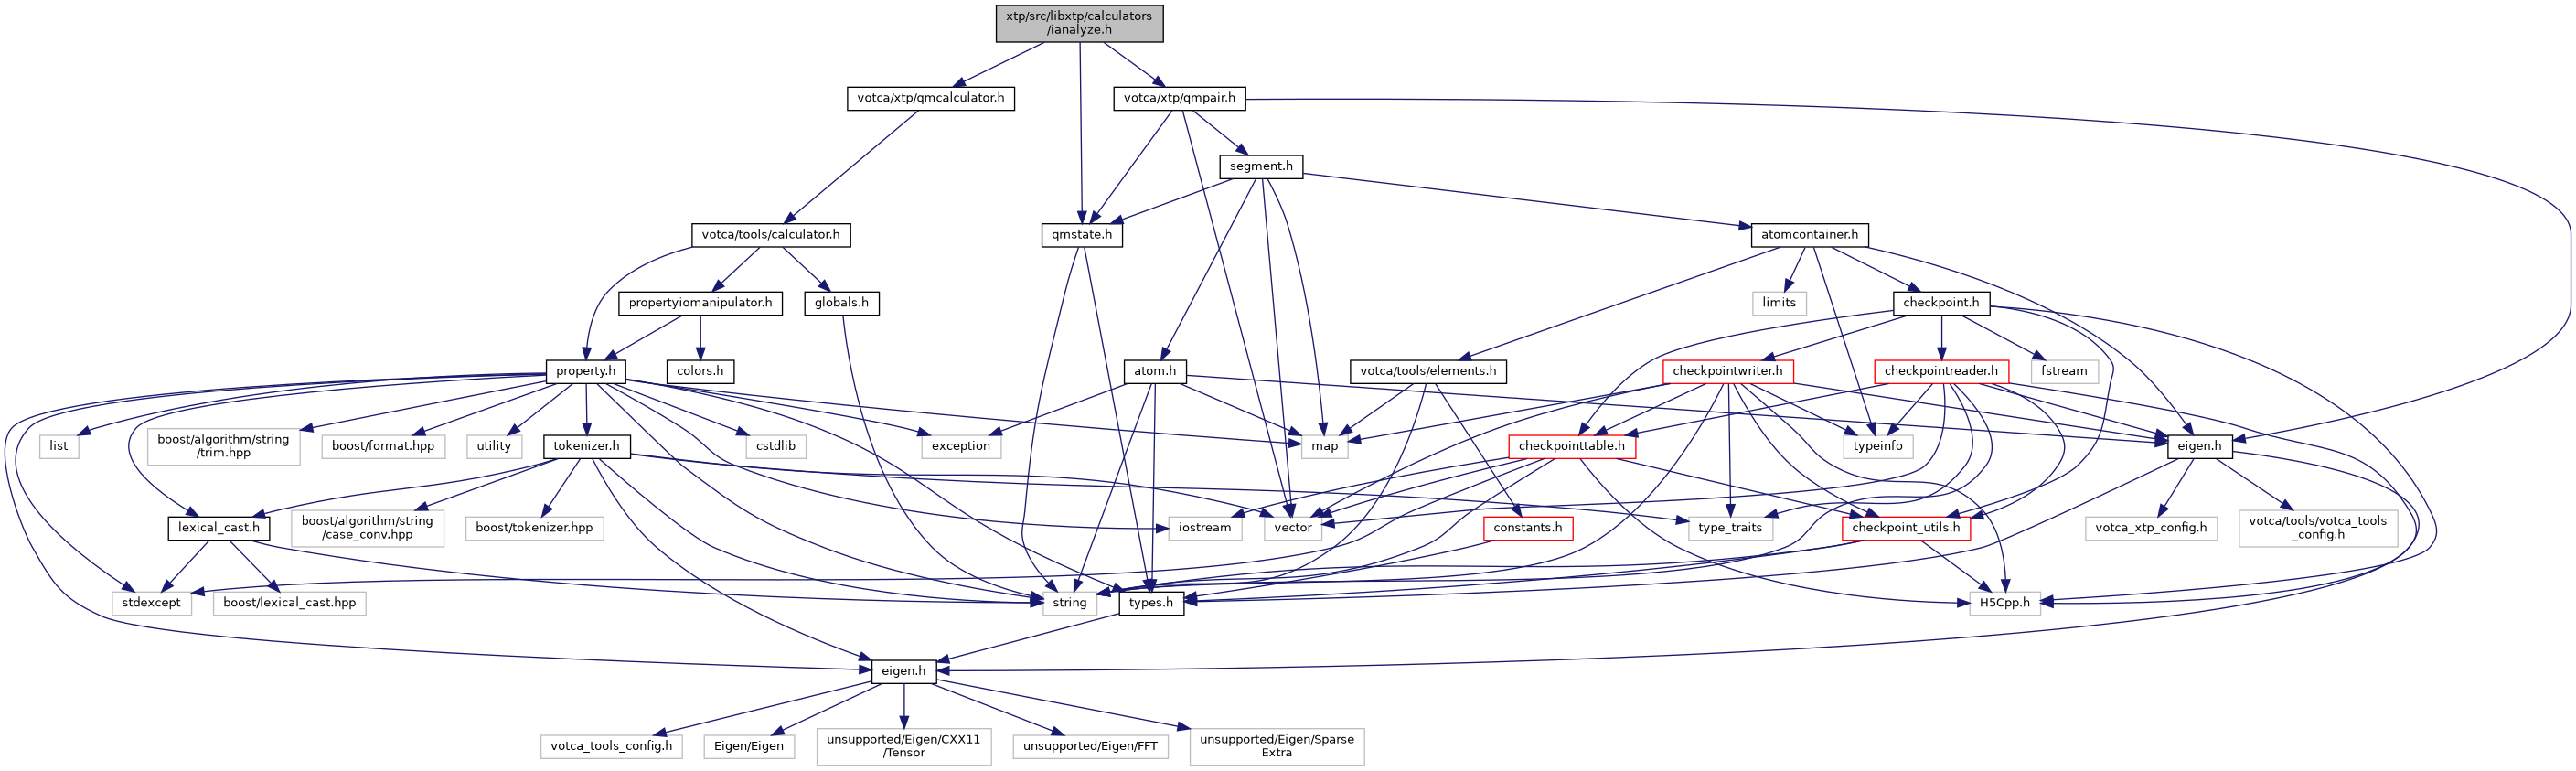 xtp/src/libxtp/calculators
/ianalyze.h
votca/xtp/qmcalculator.h
votca/xtp/qmpair.h
segment.h
votca/tools/calculator.h
qmstate.h
atomcontainer.h
propertyiomanipulator.h
globals.h
limits
checkpoint.h
property.h
colors.h
atom.h
votca/tools/elements.h
checkpointwriter.h
checkpointreader.h
fstream
list
boost/algorithm/string
/trim.hpp
boost/format.hpp
utility
tokenizer.h
cstdlib
exception
map
checkpointtable.h
typeinfo
eigen.h
lexical_cast.h
boost/algorithm/string
/case_conv.hpp
boost/tokenizer.hpp
iostream
vector
constants.h
type_traits
checkpoint_utils.h
votca_xtp_config.h
votca/tools/votca_tools
_config.h
stdexcept
boost/lexical_cast.hpp
string
types.h
H5Cpp.h
eigen.h
votca_tools_config.h
Eigen/Eigen
unsupported/Eigen/CXX11
/Tensor
unsupported/Eigen/FFT
unsupported/Eigen/Sparse
Extra